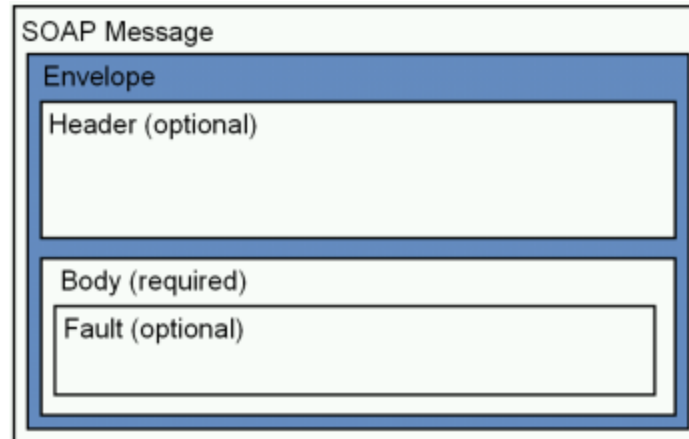 SOAP Message
Envelope
Header (optional)
Body (required)
Fault (optional)